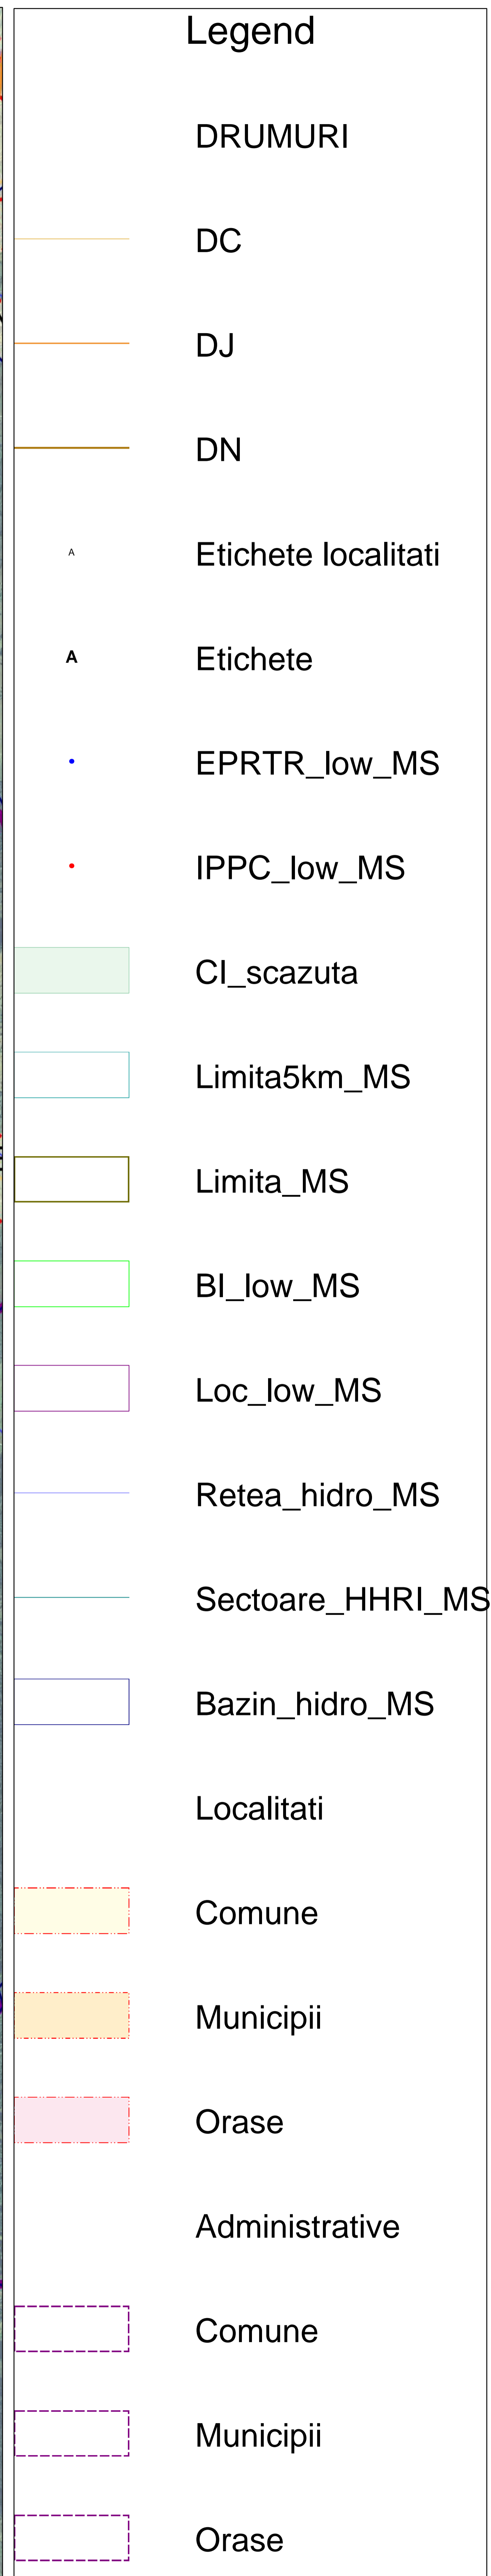 Legend
DRUMURI
DC
DJ
DN
A Etichete localitati
A Etichete
EPRTR_low_MS
IPPC_low_MS
CI_scazuta
Limita5km_MS
Limita_MS
BI_low_MS
Loc_low_MS
Retea_hidro_MS
Sectoare_HHRI_MS
Bazin_hidro_MS
Localitati
Comune
Municipii
Orase
Administrative
Comune
Municipii
Orase